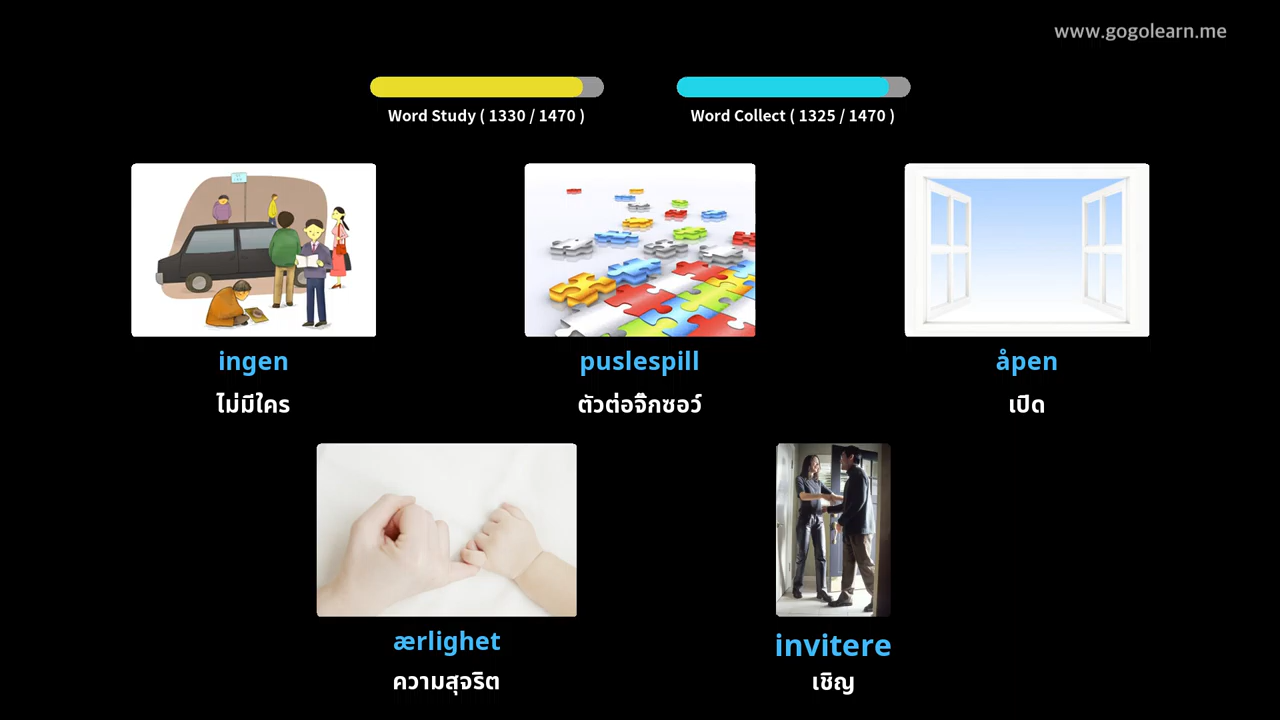 www.gogolearn.me
Word Study ( 1330 / 1470 )
Word Collect ( 1325 / 1470 )
ingen
puslespill
åpen
ไม่มีใคร
ตัวต่อจิ๊กซอว์
เปิด
ærlighet
invitere
ความสุจริต
เชิญ